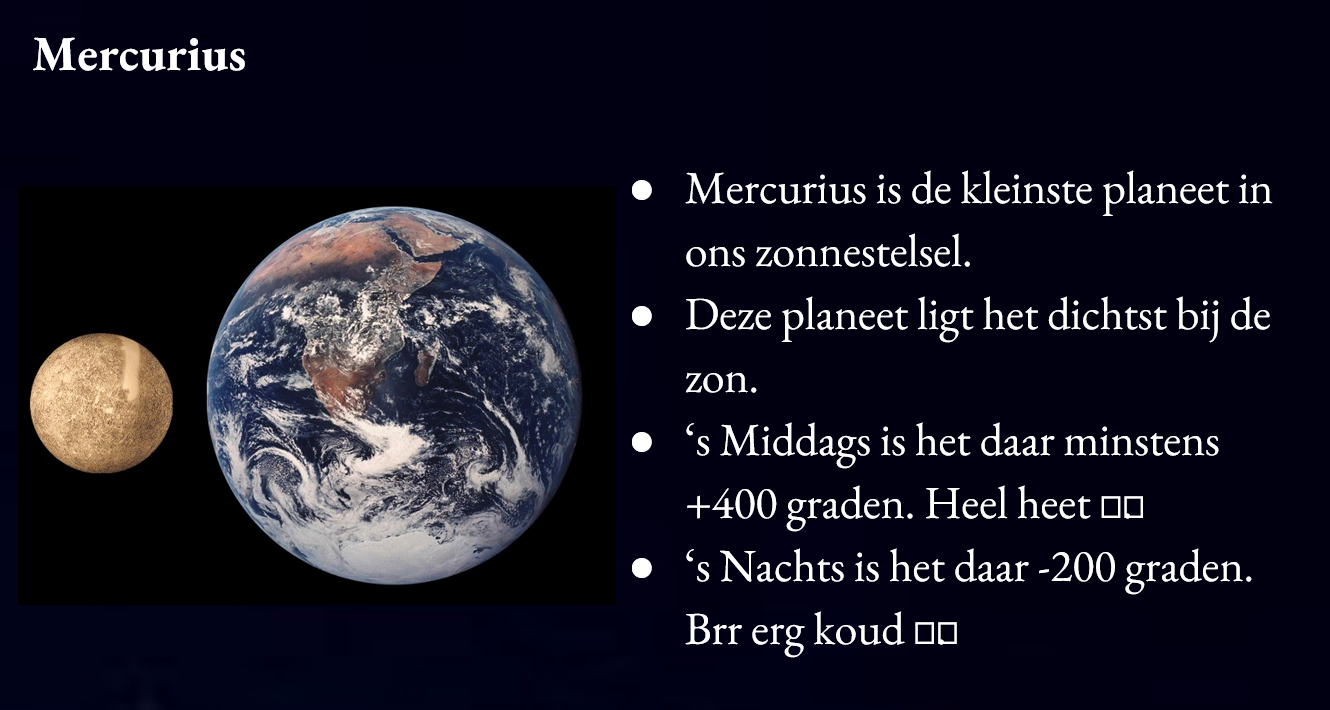 Mercurius
● Mercurius is de kleinste planeet in
ons zonnestelsel.
● Deze planeet ligt het dichtst bij de
zon.
● ‘s Middags is het daar minstens
+400 graden. Heel heet □□
● ‘s Nachts is het daar -200 graden.
Brr erg koud □□